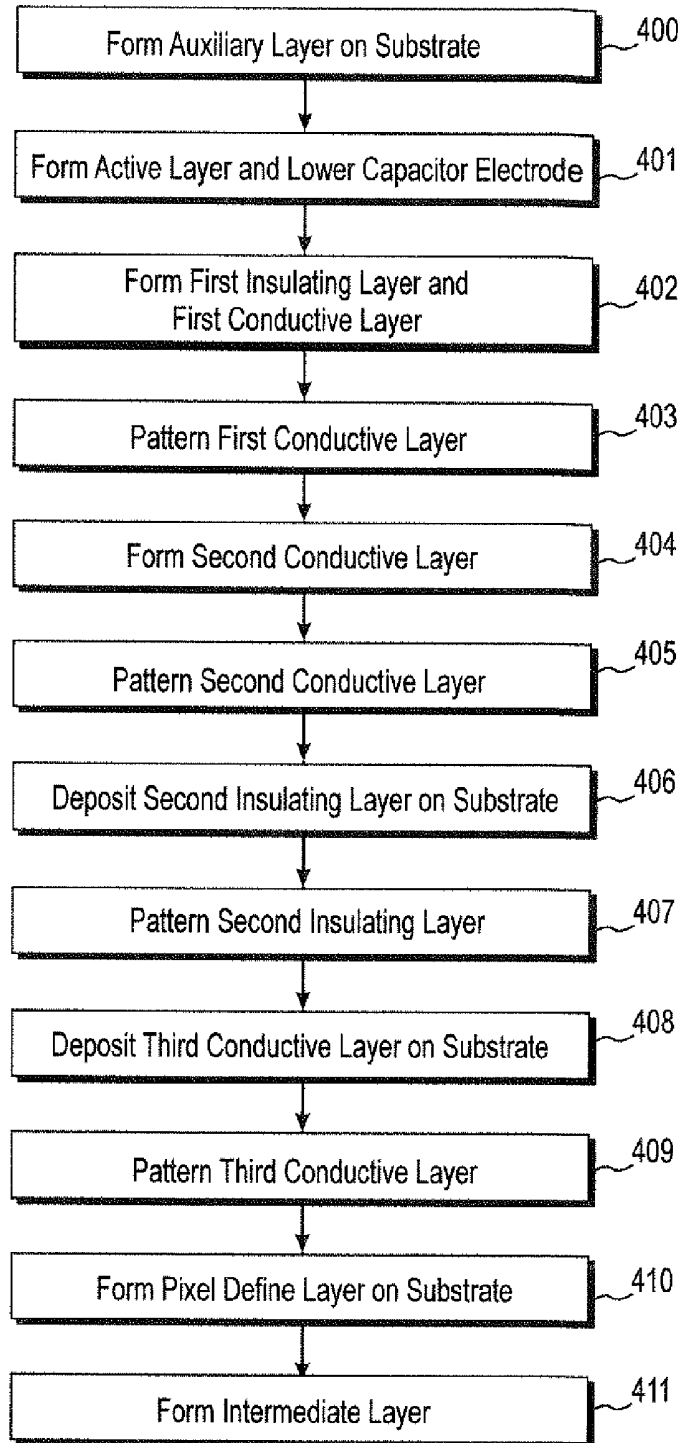 Form Auxiliary Layer on Substrate
400
Form Active Layer and Lower Capacitor Electrode
401
Form First Insulating Layer and
First Conductive Layer
402
Pattern First Conductive Layer
403
Form Second Conductive Layer
404
Pattern Second Conductive Layer
405
Deposit Second Insulating Layer on Substrate
406
Pattern Second Insulating Layer
407
Deposit Third Conductive Layer on Substrate
408
Pattern Third Conductive Layer
409
Form Pixel Define Layer on Substrate
410
Form Intermediate Layer
411